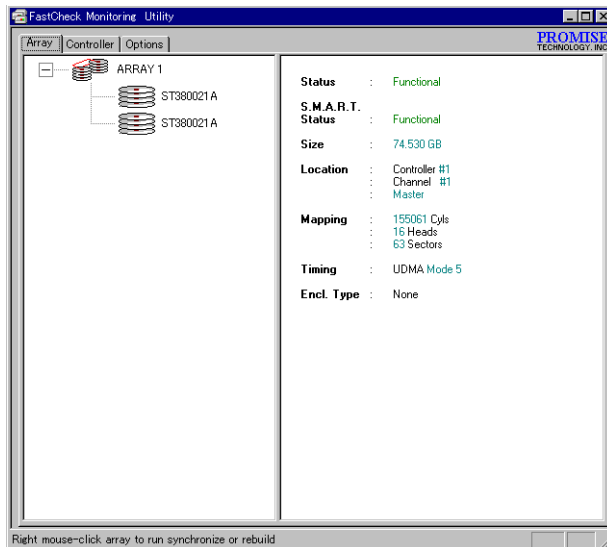 FastCheck Monitoring Utility
PROMISE
TECHNOLOGY, INC
Array
Controller
Options
ARRAY 1
ST380021A
ST380021A
Status : Functional
S.M.A.R.T.
Status : Functional
Size : 74.530 GB
Location : Controller #1
: Channel #1
: Master
Mapping : 155061 Cyls
: 16 Heads
: 63 Sectors
Timing : UDMA Mode 5
Encl. Type : None
Right mouse-click array to run synchronize or rebuild